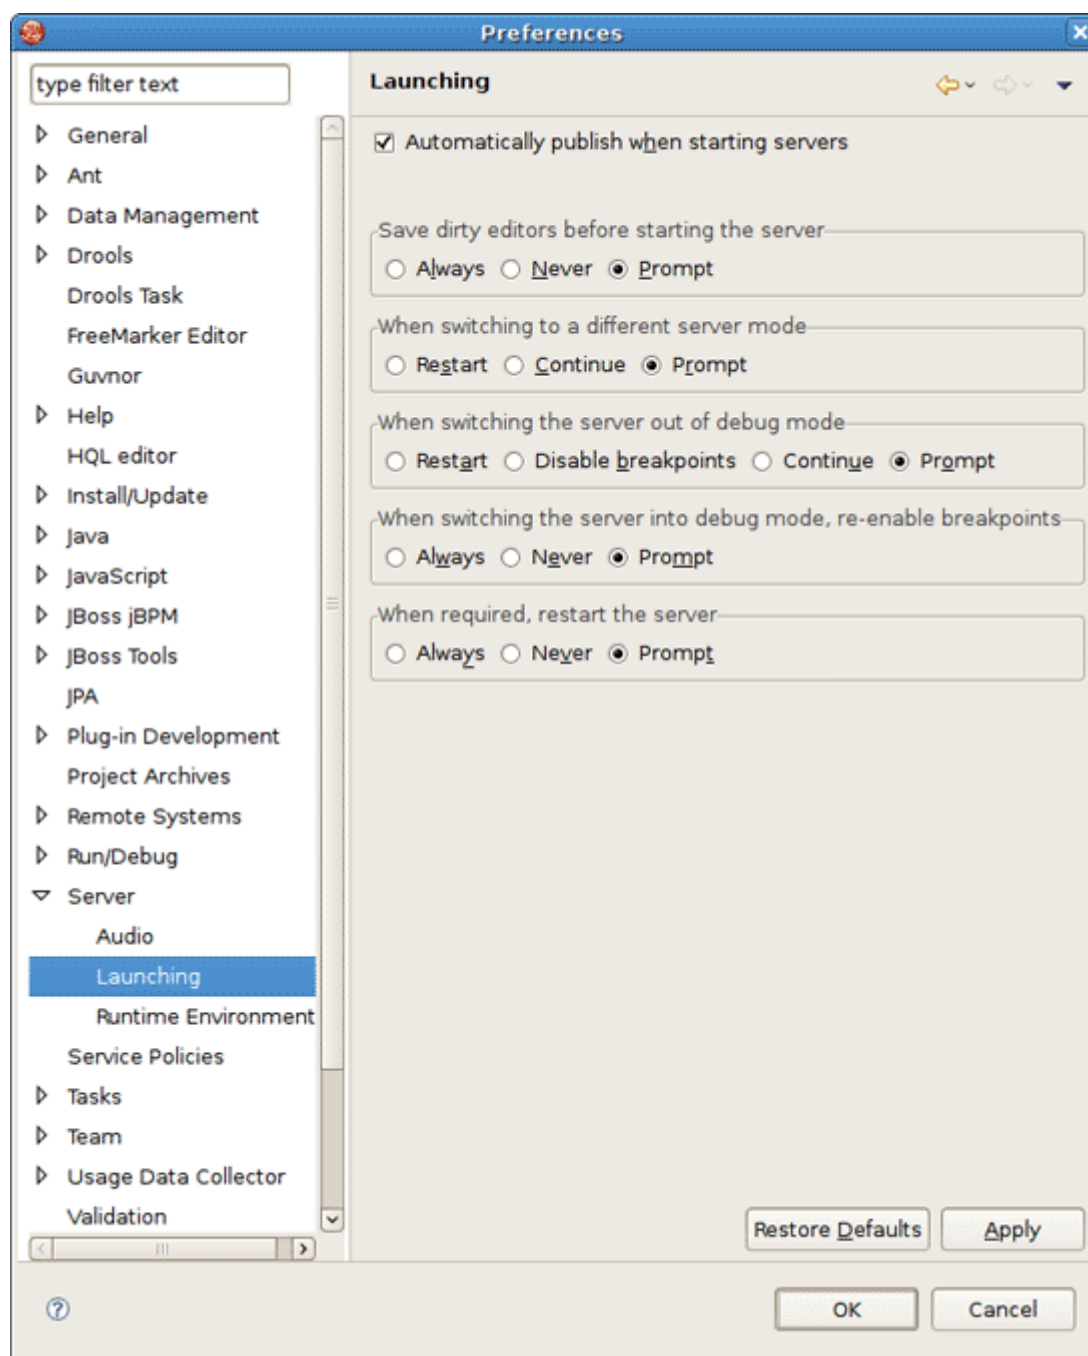 Preferences
type filter text
General
Ant
Data Management
Drools
Drools Task
FreeMarker Editor
Guvnor
Help
HQL editor
Install/Update
Java
JavaScript
JBoss jBPM
JBoss Tools
JPA
Plug-in Development
Project Archives
Remote Systems
Run/Debug
Server
Audio
Launching
Runtime Environment
Service Policies
Tasks
Team
Usage Data Collector
Validation
Launching
Automatically publish when starting servers
Save dirty editors before starting the server
Always Never Prompt
When switching to a different server mode
Restart Continue Prompt
When switching the server out of debug mode
Restart Disable breakpoints Continue Prompt
When switching the server into debug mode, re-enable breakpoints
Always Never Prompt
When required, restart the server
Always Never Prompt
Restore Defaults Apply
OK Cancel